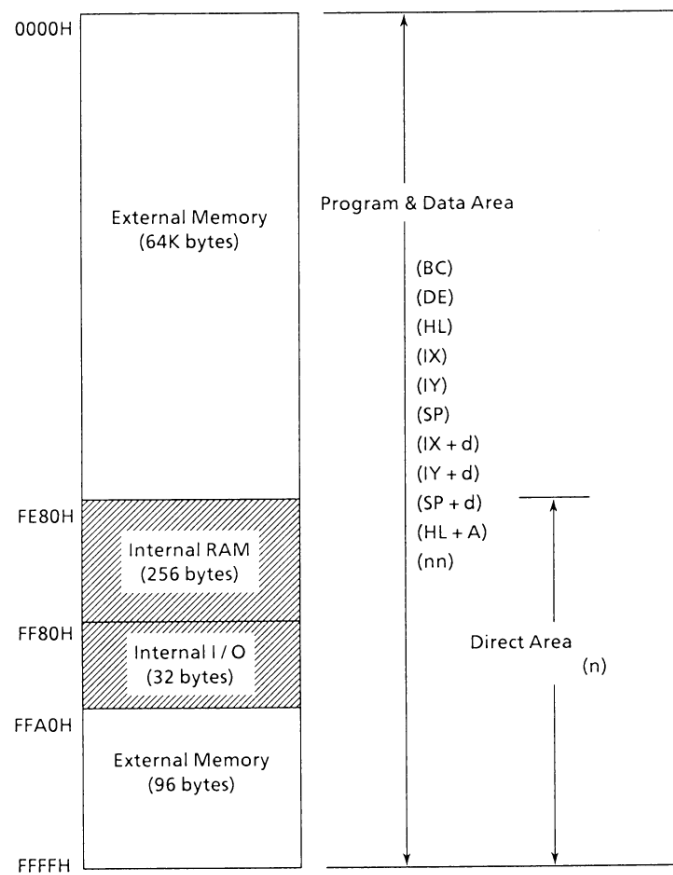 0000H
External Memory
(64K bytes)
FE80H
Internal RAM
(256 bytes)
FF80H
Internal I/O
(32 bytes)
FFA0H
External Memory
(96 bytes)
FFFFH
Program & Data Area
(BC)
(DE)
(HL)
(IX)
(IY)
(SP)
(IX + d)
(IY + d)
(SP + d)
(HL + A)
(nn)
Direct Area
(n)